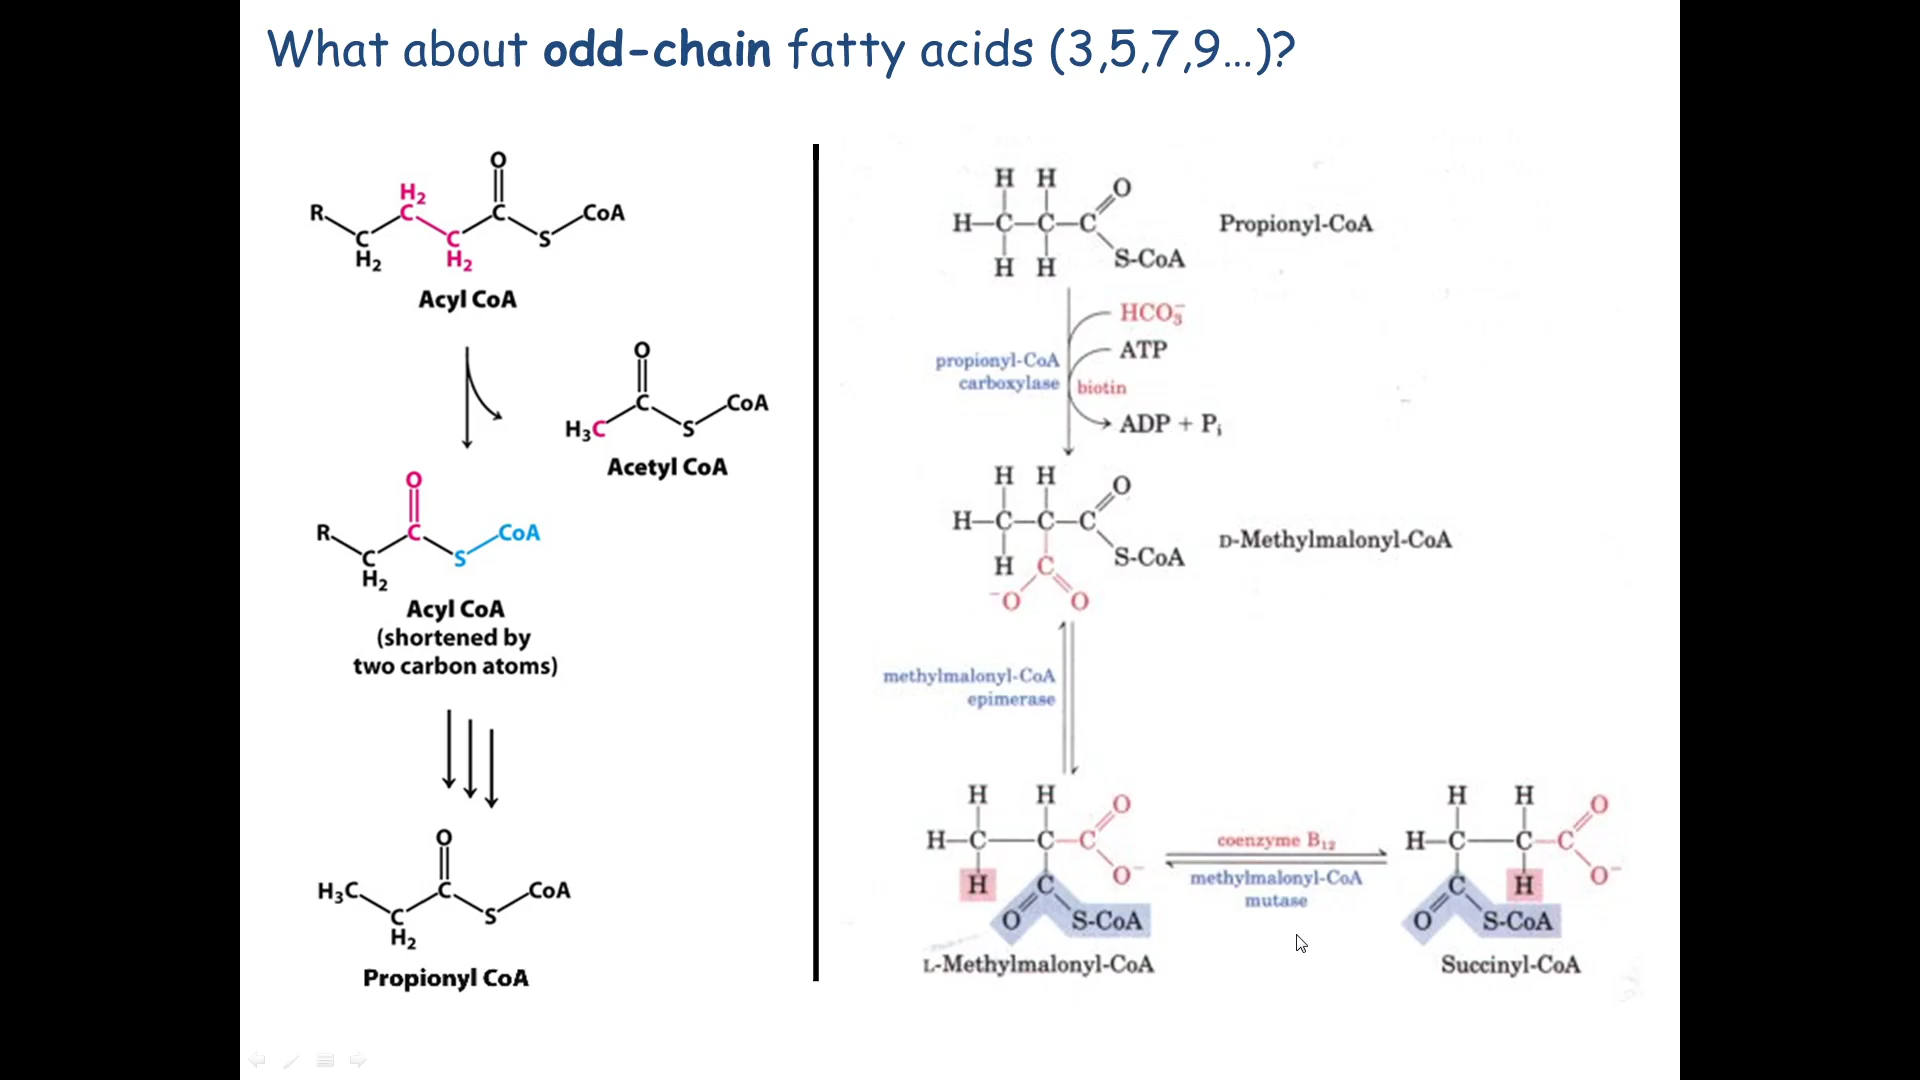 What about odd-chain fatty acids (3,5,7,9...)?
O
H2
R C C CoA
C C S
H2 H2
Acyl CoA
O
C CoA
H3C S
Acetyl CoA
O
R C CoA
C S
H2
Acyl CoA
(shortened by
two carbon atoms)
O
H3C C CoA
C S
H2
Propionyl CoA
H H
O
H–C–C–C
S-CoA
H H
Propionyl-CoA
HCO3−
ATP
propionyl-CoA
carboxylase
biotin
ADP + Pi
H H
O
H–C–C–C
S-CoA
H C
−O O
D-Methylmalonyl-CoA
methylmalonyl-CoA
epimerase
H H
O
H–C–C–C
O−
H C
O S-CoA
L-Methylmalonyl-CoA
coenzyme B12
methylmalonyl-CoA
mutase
H H
O
H–C–C–C
O−
C H
O S-CoA
Succinyl-CoA